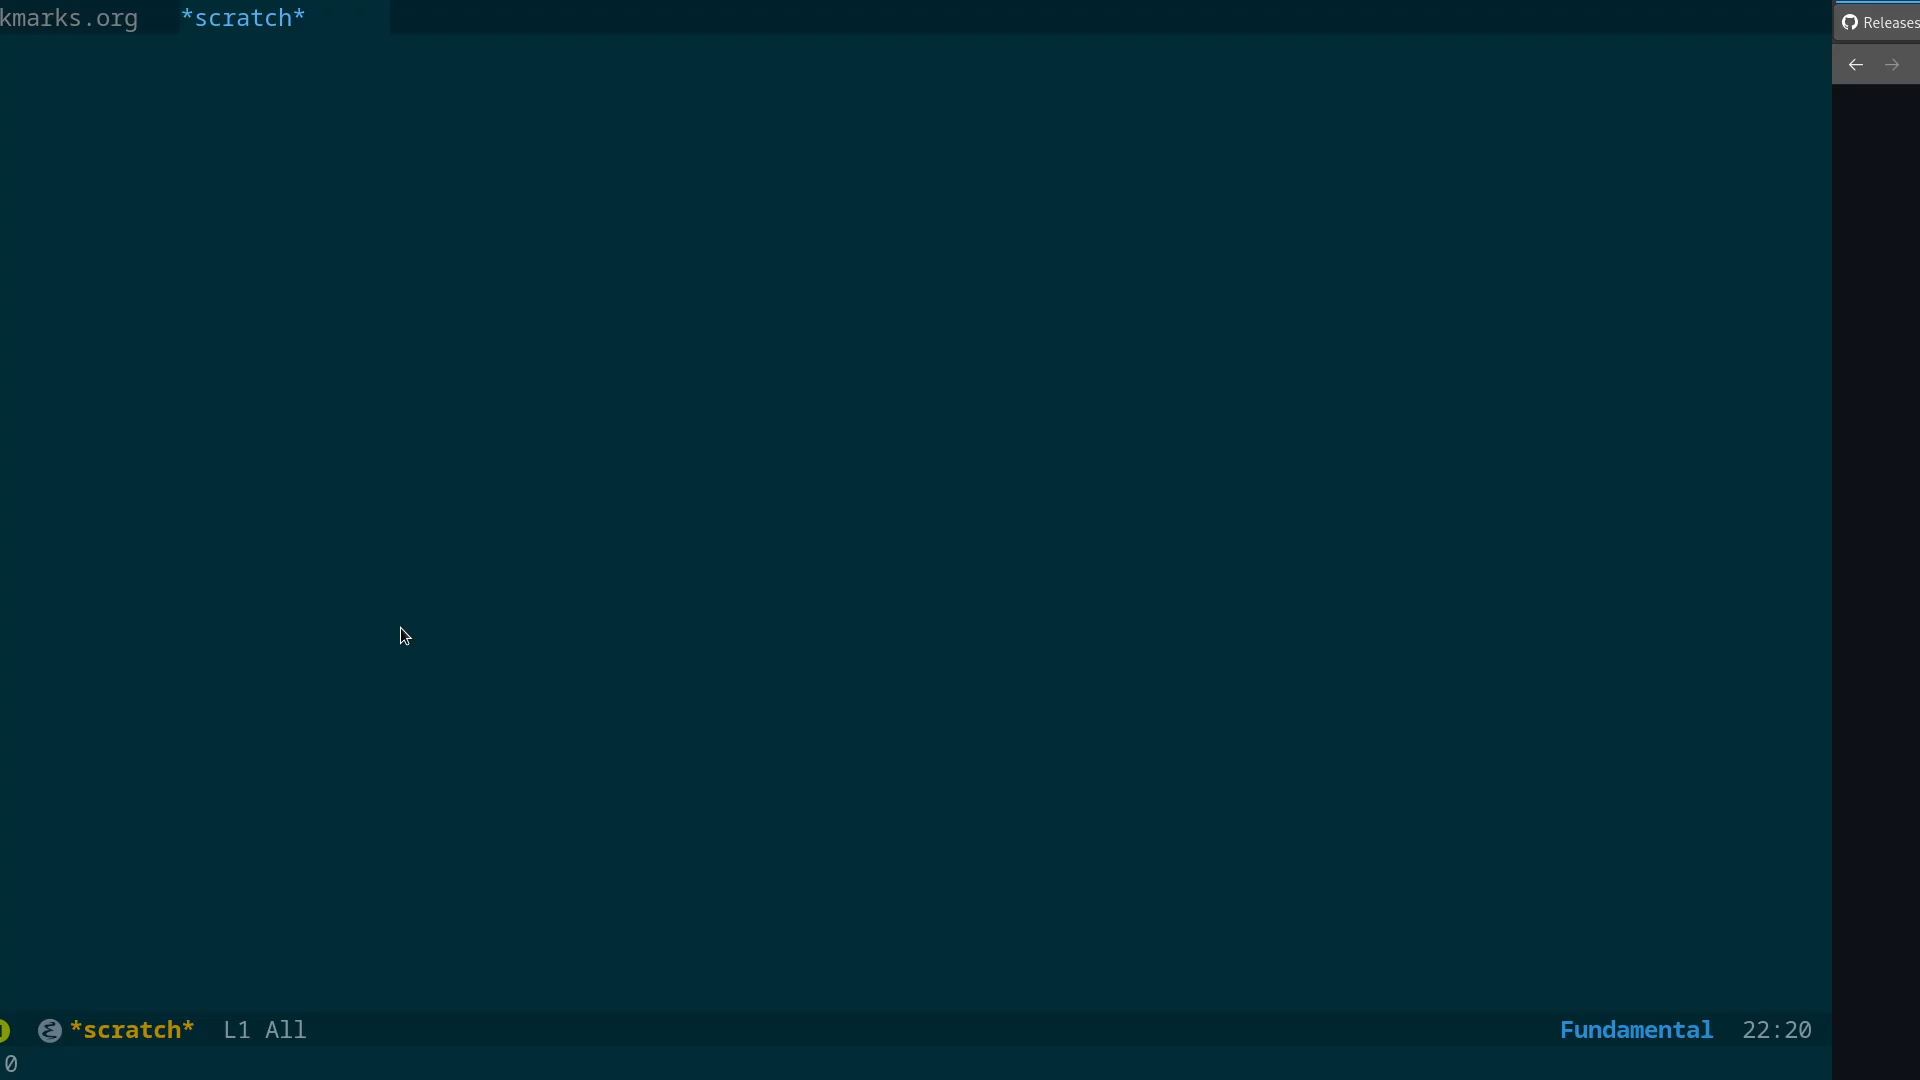 kmarks.org *scratch*
Releases
*scratch* L1 All Fundamental 22:20
0